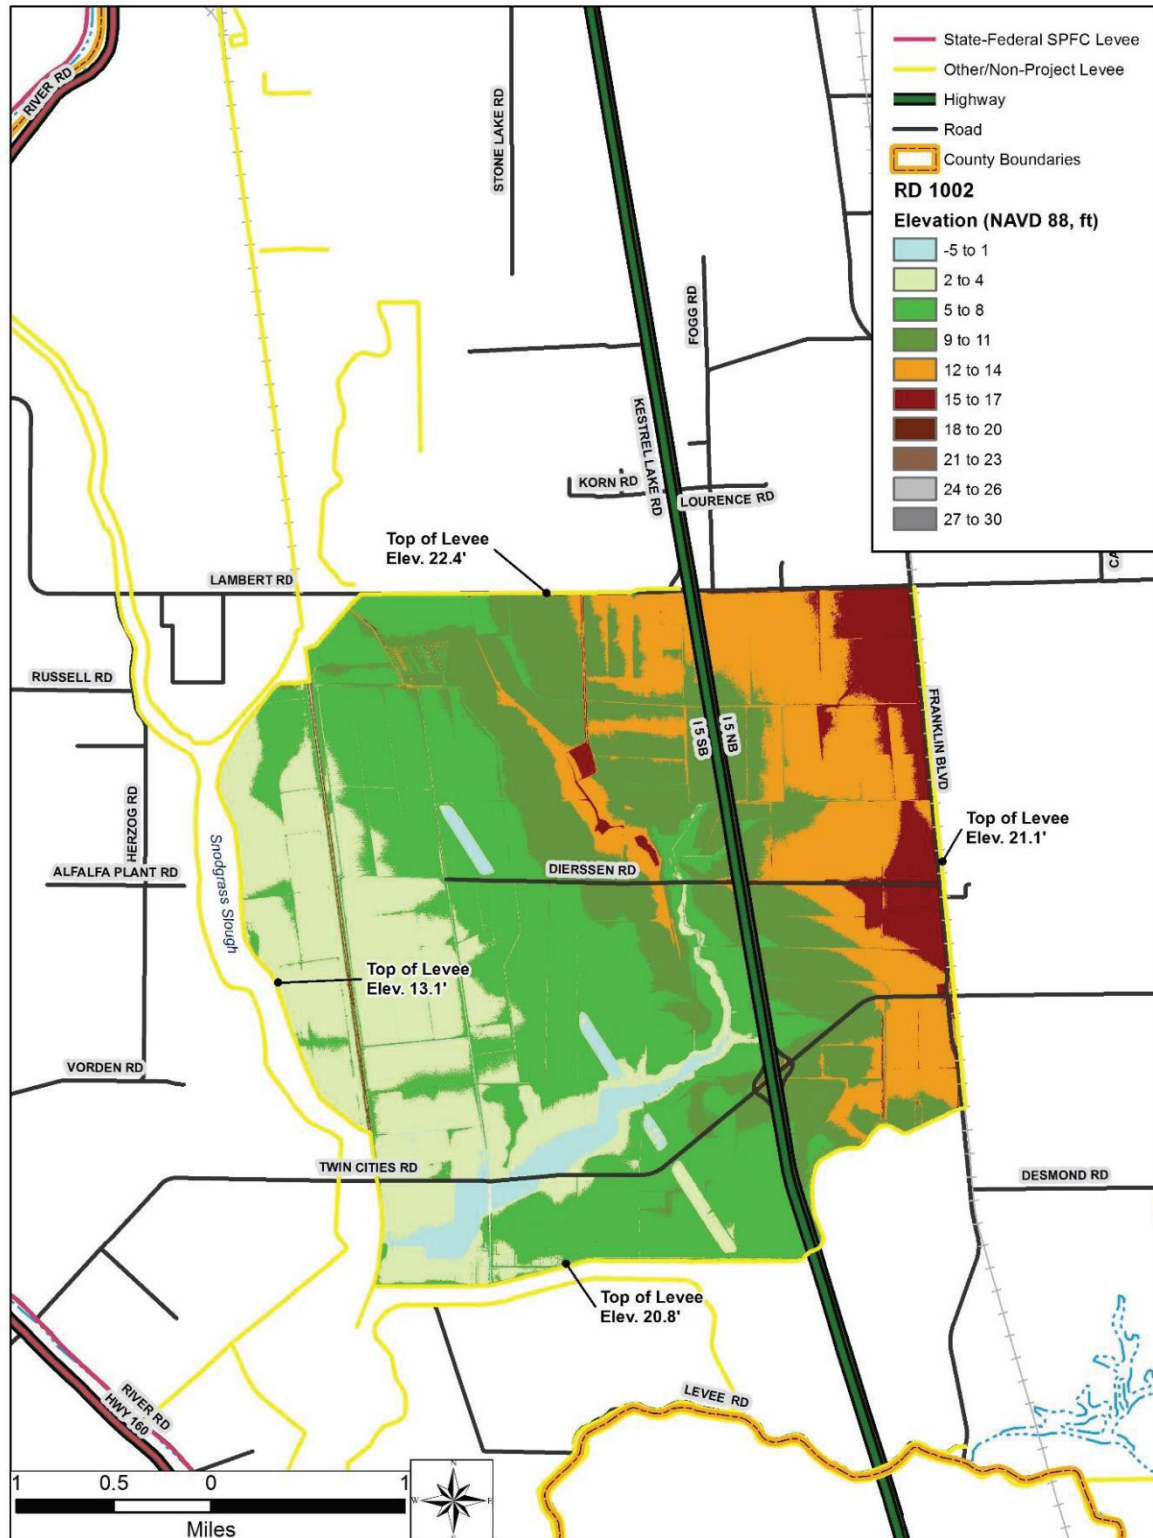 State-Federal SPFC Levee
Other/Non-Project Levee
Highway
Road
County Boundaries
RD 1002
Elevation (NAVD 88, ft)
-5 to 1
2 to 4
5 to 8
9 to 11
12 to 14
15 to 17
18 to 20
21 to 23
24 to 26
27 to 30
RIVER RD
STONE LAKE RD
FOGG RD
KESTREL LAKE RD
KORN RD
LOURENCE RD
CA
Top of Levee
Elev. 22.4'
LAMBERT RD
RUSSELL RD
FRANKLIN BLVD
I 5 SB
I 5 NB
HERZOG RD
Top of Levee
Elev. 21.1'
ALFALFA PLANT RD
DIERSSEN RD
Snodgrass Slough
Top of Levee
Elev. 13.1'
VORDEN RD
TWIN CITIES RD
DESMOND RD
Top of Levee
Elev. 20.8'
LEVEE RD
RIVER RD
HWY 160
1 0.5 0 1
Miles
N
W E
S